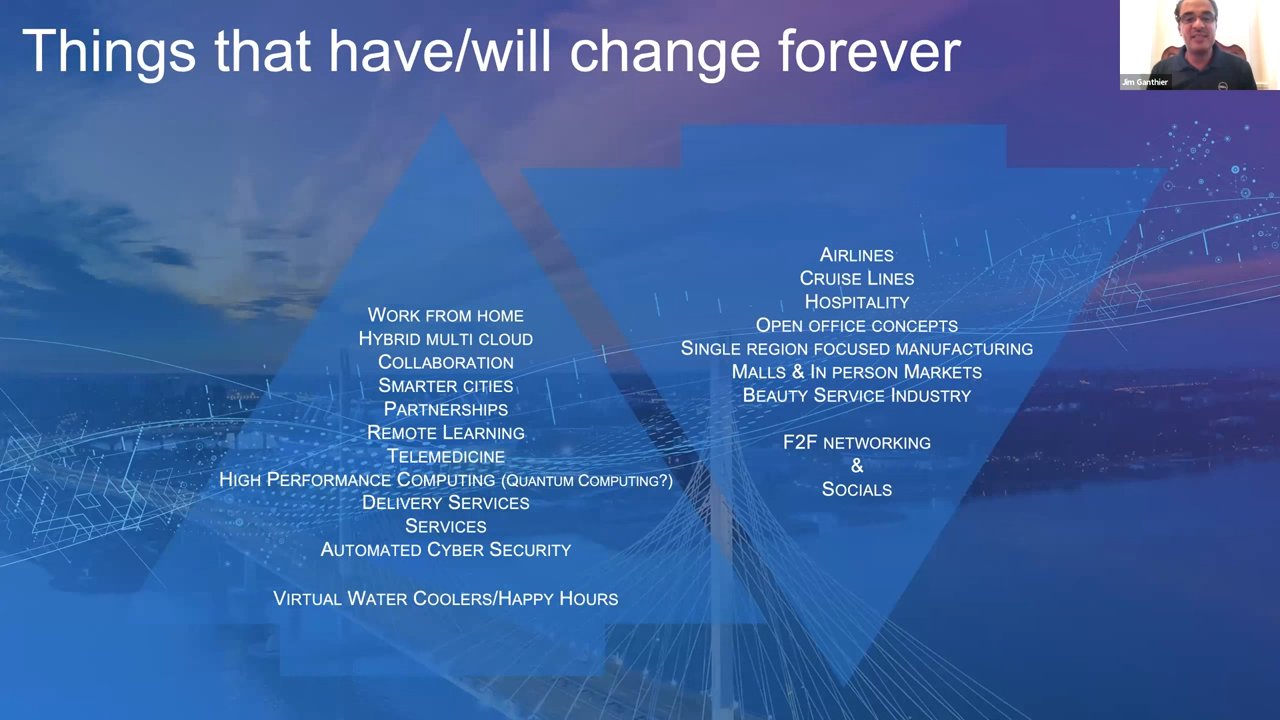 Things that have/will change forever
Jim Ganthier
Work from home
Hybrid multi cloud
Collaboration
Smarter cities
Partnerships
Remote Learning
Telemedicine
High Performance Computing (Quantum Computing?)
Delivery Services
Services
Automated Cyber Security
Virtual Water Coolers/Happy Hours
Airlines
Cruise Lines
Hospitality
Open office concepts
Single region focused manufacturing
Malls & In person Markets
Beauty Service Industry
F2F networking
&
Socials